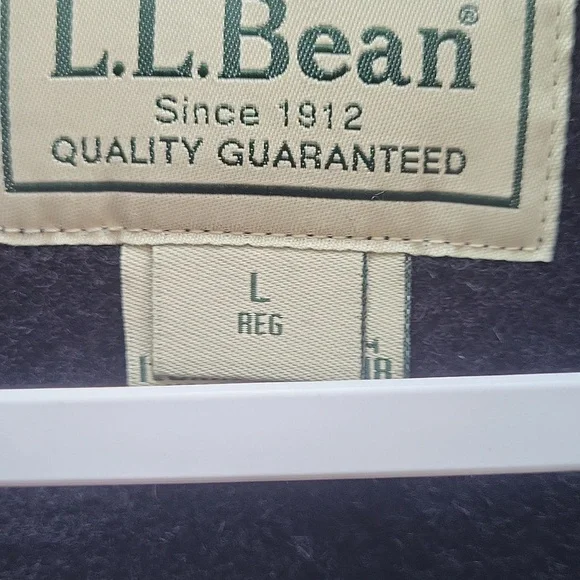 L.L.Bean®
Since 1912
QUALITY GUARANTEED
L
REG